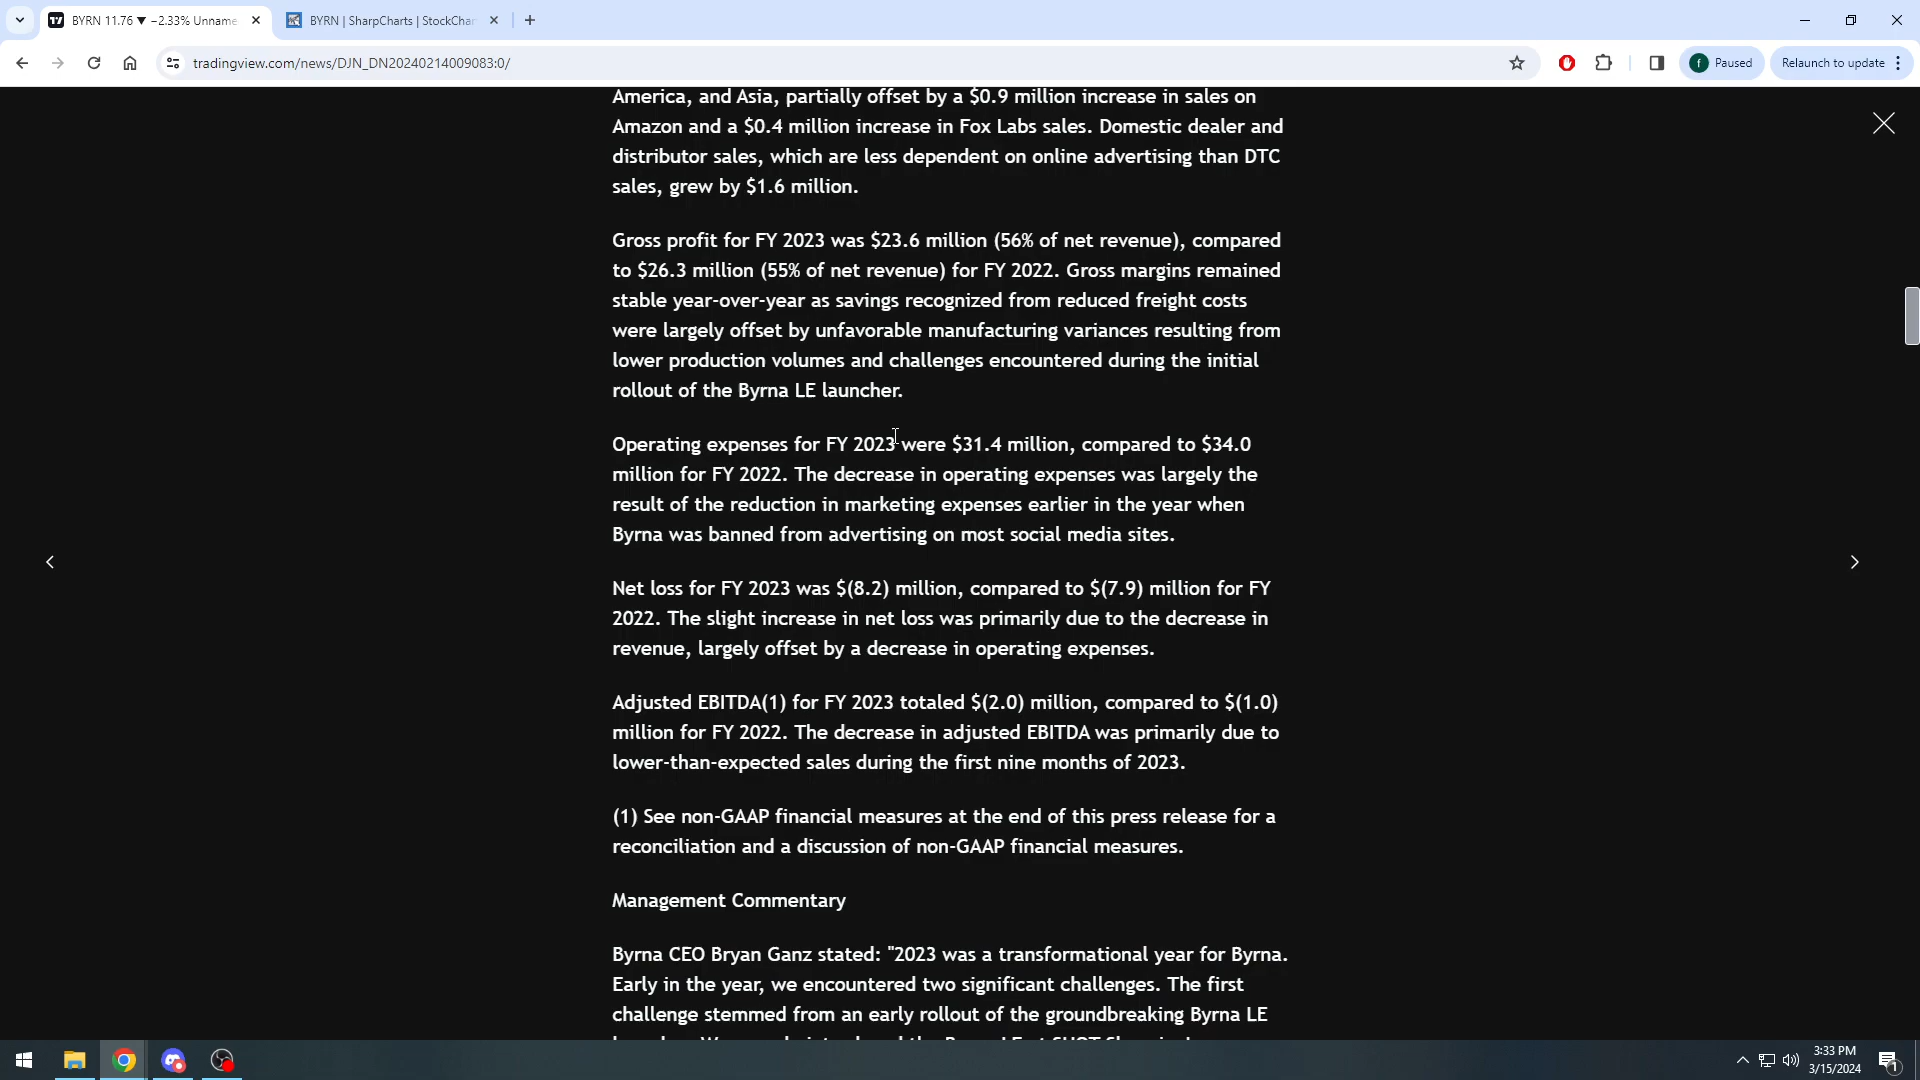 BYRN 11.76 ▼ −2.33% Unname
BYRN | SharpCharts | StockChar
tradingview.com/news/DJN_DN20240214009083:0/
f Paused
Relaunch to update
America, and Asia, partially offset by a $0.9 million increase in sales on
Amazon and a $0.4 million increase in Fox Labs sales. Domestic dealer and
distributor sales, which are less dependent on online advertising than DTC
sales, grew by $1.6 million.
Gross profit for FY 2023 was $23.6 million (56% of net revenue), compared
to $26.3 million (55% of net revenue) for FY 2022. Gross margins remained
stable year-over-year as savings recognized from reduced freight costs
were largely offset by unfavorable manufacturing variances resulting from
lower production volumes and challenges encountered during the initial
rollout of the Byrna LE launcher.
Operating expenses for FY 2023 were $31.4 million, compared to $34.0
million for FY 2022. The decrease in operating expenses was largely the
result of the reduction in marketing expenses earlier in the year when
Byrna was banned from advertising on most social media sites.
Net loss for FY 2023 was $(8.2) million, compared to $(7.9) million for FY
2022. The slight increase in net loss was primarily due to the decrease in
revenue, largely offset by a decrease in operating expenses.
Adjusted EBITDA(1) for FY 2023 totaled $(2.0) million, compared to $(1.0)
million for FY 2022. The decrease in adjusted EBITDA was primarily due to
lower-than-expected sales during the first nine months of 2023.
(1) See non-GAAP financial measures at the end of this press release for a
reconciliation and a discussion of non-GAAP financial measures.
Management Commentary
Byrna CEO Bryan Ganz stated: "2023 was a transformational year for Byrna.
Early in the year, we encountered two significant challenges. The first
challenge stemmed from an early rollout of the groundbreaking Byrna LE
3:33 PM
3/15/2024
1